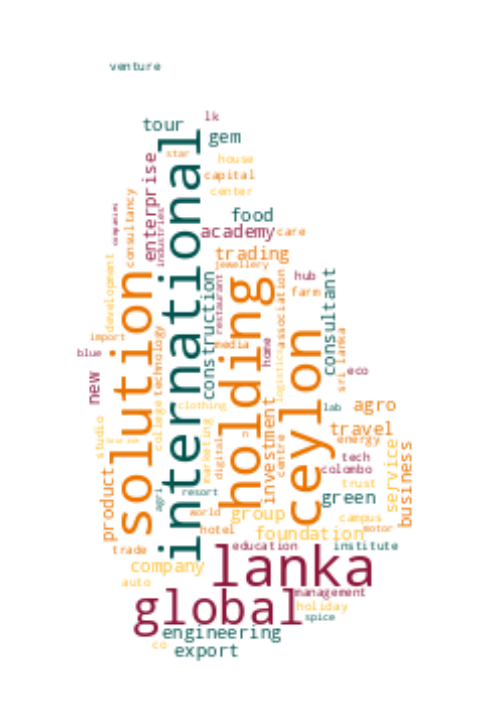 venture
lk
tour
gem
star
house
enterprise
capital
center
consultancy
industries
companies
international
food
academy
care
trading
jewellery
development
solution
holding
construction
restaurant
association
hub
farm
consultant
import
technology
media
home
ceylon
sri lanka
blue
logistic
eco
new
clothing
lab
agro
studio
college
marketing
digital
investment
centre
travel
energy
service
business
tech
colombo
product
agri
resort
trust
green
world
group
campus
hotel
foundation
motor
trade
education
institute
company
lanka
auto
management
global
holiday
spice
engineering
co
export